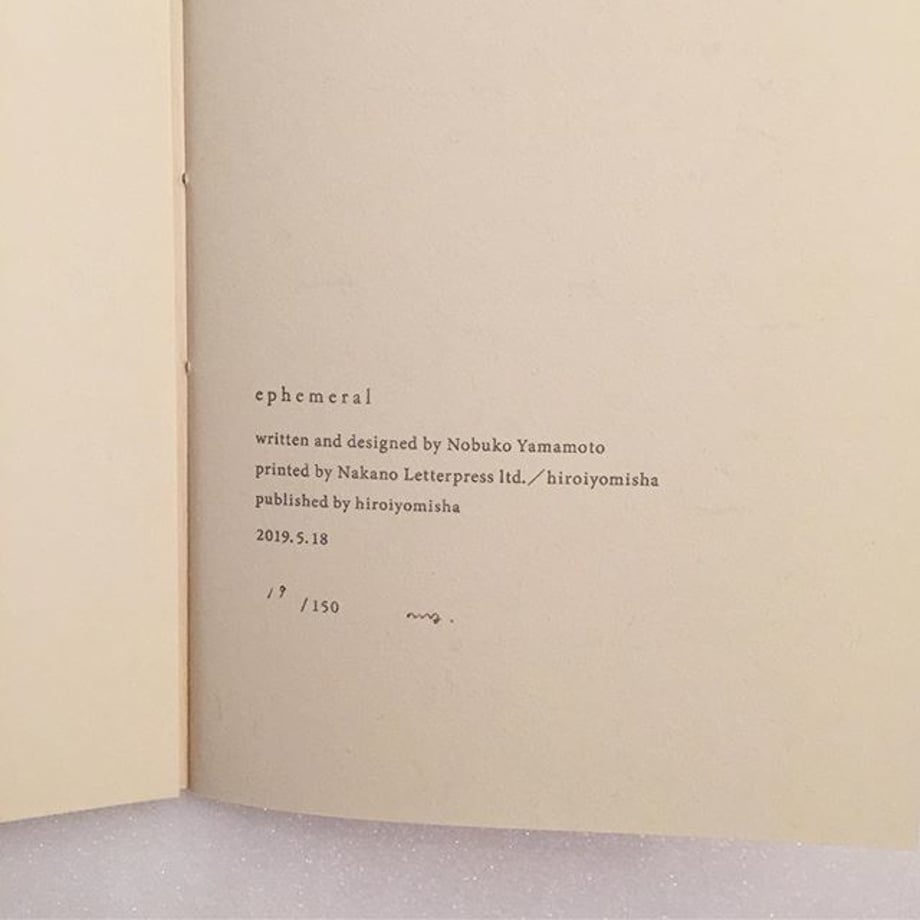 ephemeral
written and designed by Nobuko Yamamoto
printed by Nakano Letterpress ltd.／hiroiyomisha
published by hiroiyomisha
2019.5.18
/150